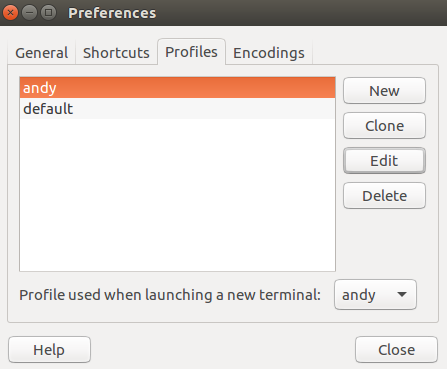 Preferences
General Shortcuts Profiles Encodings
andy
default
New
Clone
Edit
Delete
Profile used when launching a new terminal: andy
Help Close